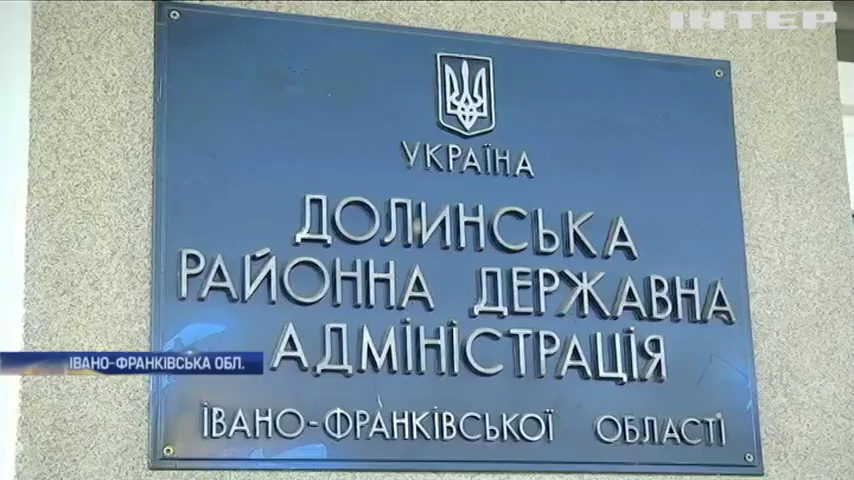 ІНТЕР
УКРАЇНА
ДОЛИНСЬКА
РАЙОННА ДЕРЖАВНА
АДМІНІСТРАЦІЯ
ІВАНО-ФРАНКІВСЬКА ОБЛ.
ІВАНО-ФРАНКІВСЬКОЇ ОБЛАСТІ